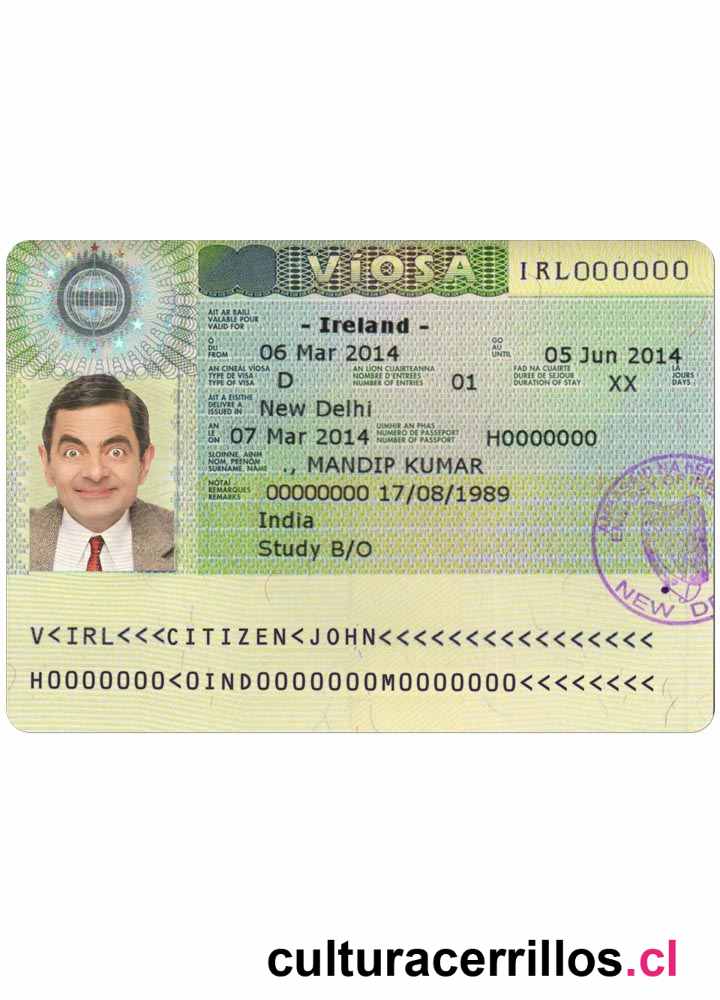 VíOSA IRL000000
ÁIT AR BAILÍ
VALABLE POUR
VALID FOR - Ireland -
Ó
DU
FROM 06 Mar 2014 GO
AU
UNTIL 05 Jun 2014
AN CINEÁL VÍOSA
TYPE DE VISA
TYPE OF VISA D AN LÍON CUAIRTEANNA
NOMBRE D'ENTREES
NUMBER OF ENTRIES 01 FAD NA CUAIRTE
DUREE DE SEJOUR
DURATION OF STAY XX LÁ
JOURS
DAYS
ÁIT A EISITHE
DELIVRE A
ISSUED IN New Delhi
AN
LE
ON 07 Mar 2014 UIMHIR AN PHAS
NUMERO DE PASSEPORT
NUMBER OF PASSPORT H0000000
SLOINNE, AINM
NOM, PRENOM
SURNAME, NAME ., MANDIP KUMAR
NÓTAÍ
REMARQUES
REMARKS 00000000 17/08/1989
India
Study B/O
NEW
V<IRL<<<CITIZEN<JOHN<<<<<<<<<<<<<<<<
H0000000<0IND0000000M0000000<<<<<<<<
culturacerrillos.cl